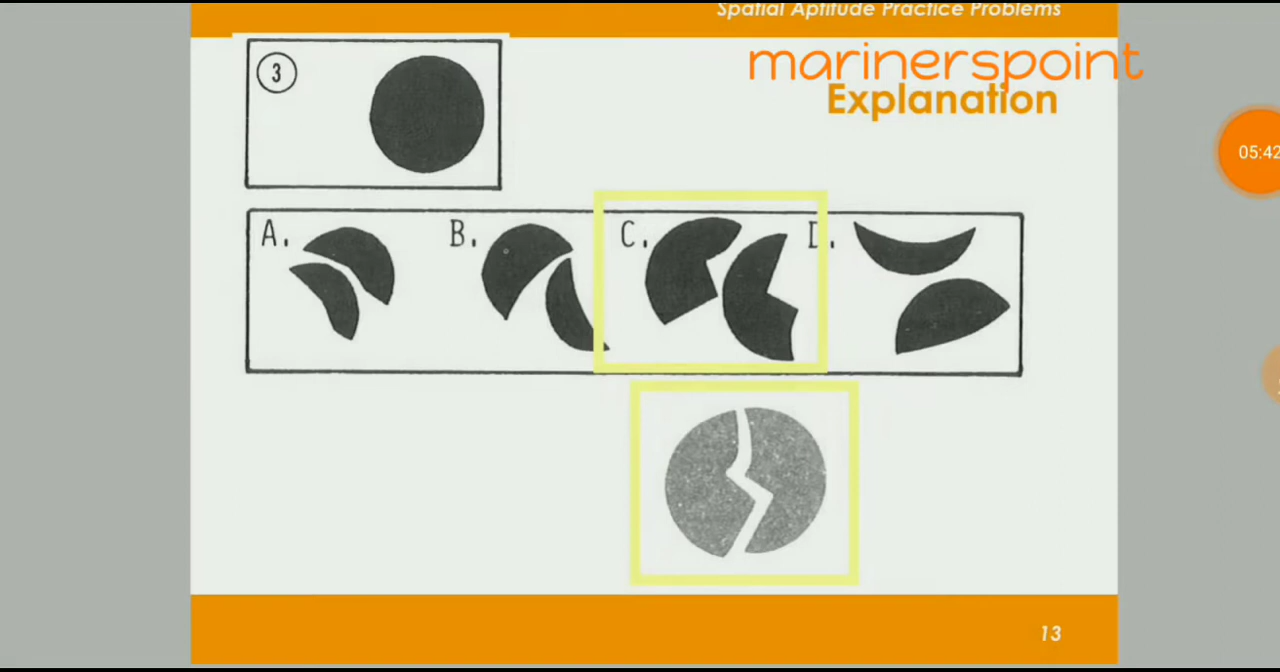 Spatial Aptitude Practice Problems
marinerspoint
Explanation
3
05:42
A. B. C. D.
13